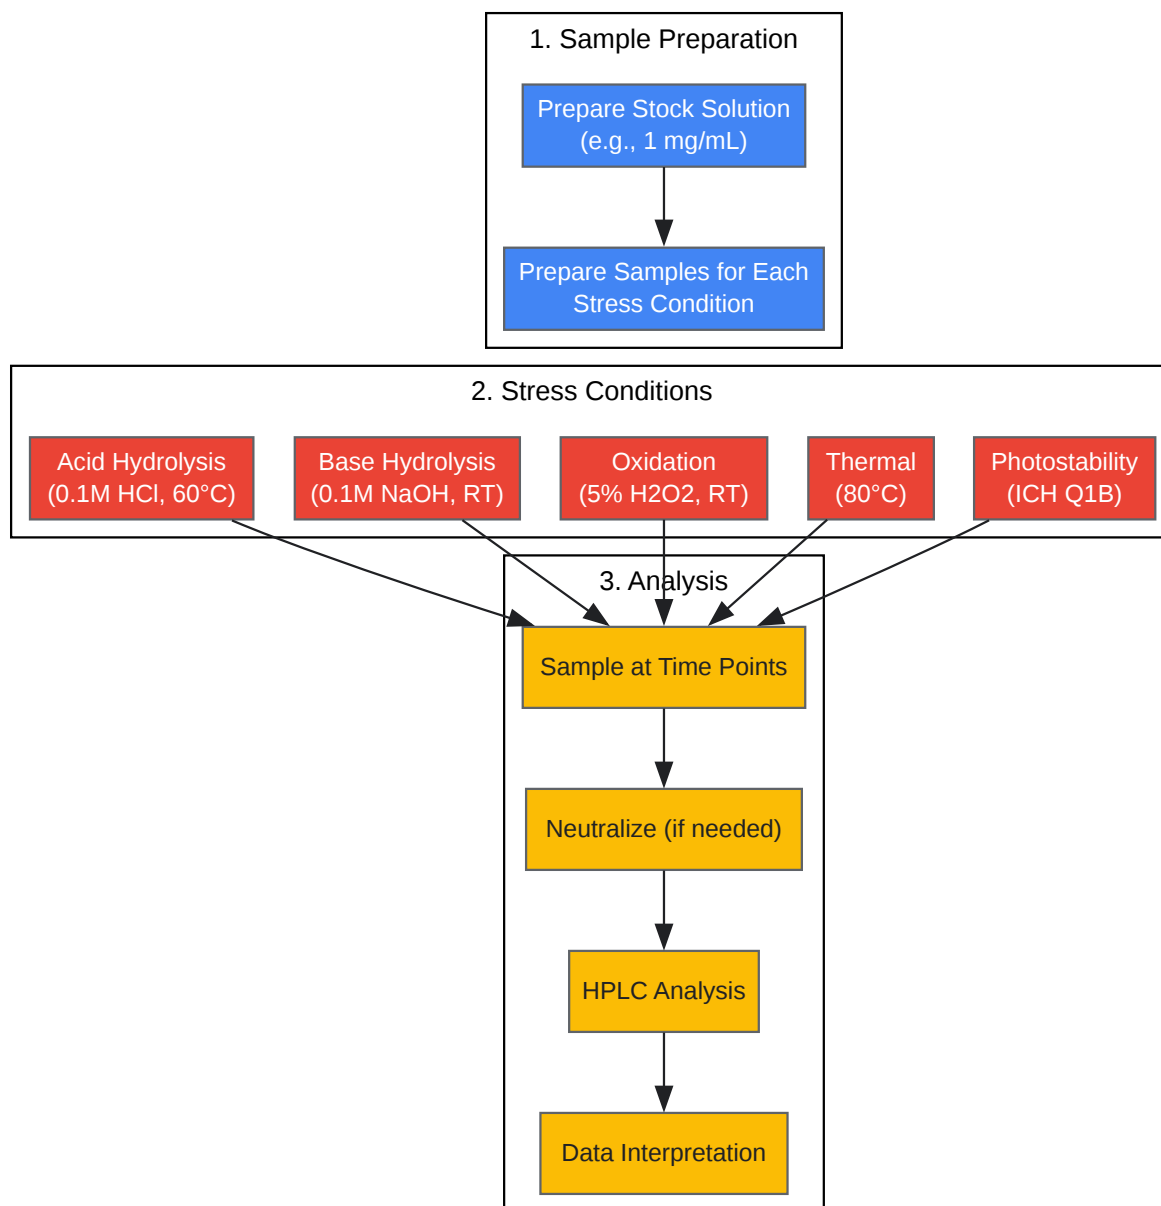 1. Sample Preparation
Prepare Stock Solution
(e.g., 1 mg/mL)
Prepare Samples for Each
Stress Condition
2. Stress Conditions
Acid Hydrolysis
(0.1M HCl, 60°C)
Base Hydrolysis
(0.1M NaOH, RT)
Oxidation
(5% H2O2, RT)
Thermal
(80°C)
Photostability
(ICH Q1B)
3. Analysis
Sample at Time Points
Neutralize (if needed)
HPLC Analysis
Data Interpretation